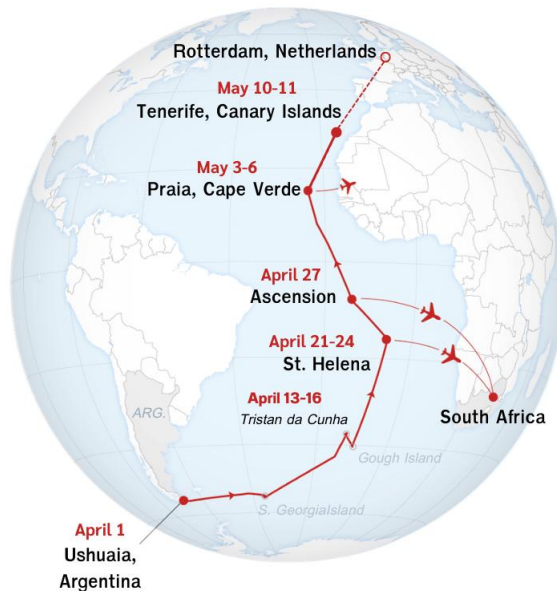 Rotterdam, Netherlands
May 10-11
Tenerife, Canary Islands
May 3-6
Praia, Cape Verde
April 27
Ascension
April 21-24
St. Helena
April 13-16
Tristan da Cunha
South Africa
ARG.
Gough Island
S. GeorgiaIsland
April 1
Ushuaia,
Argentina